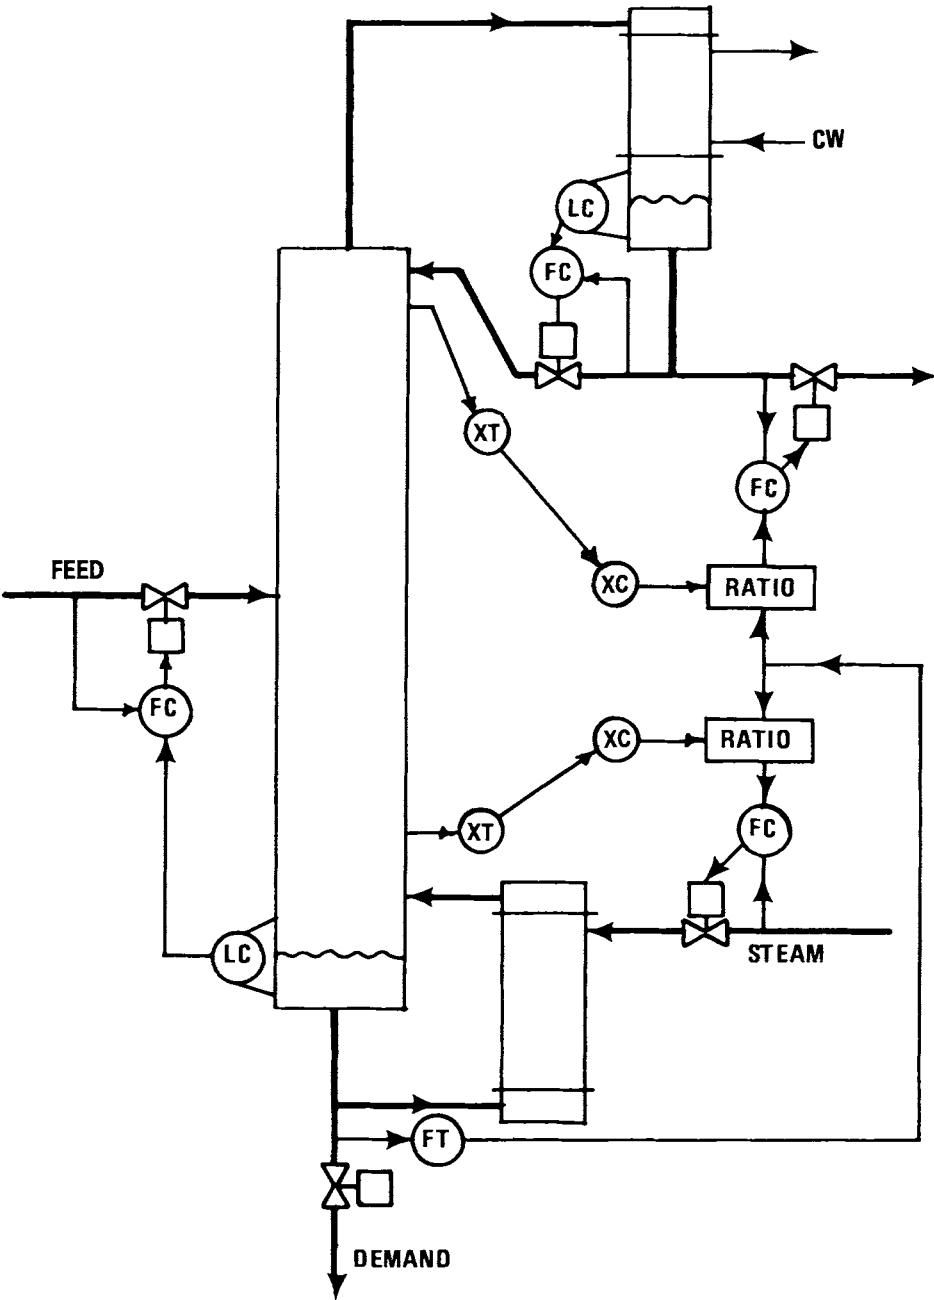 CW
LC
FC
XT
FC
FEED
XC
RATIO
FC
XC
RATIO
XT
FC
LC
STEAM
FT
DEMAND